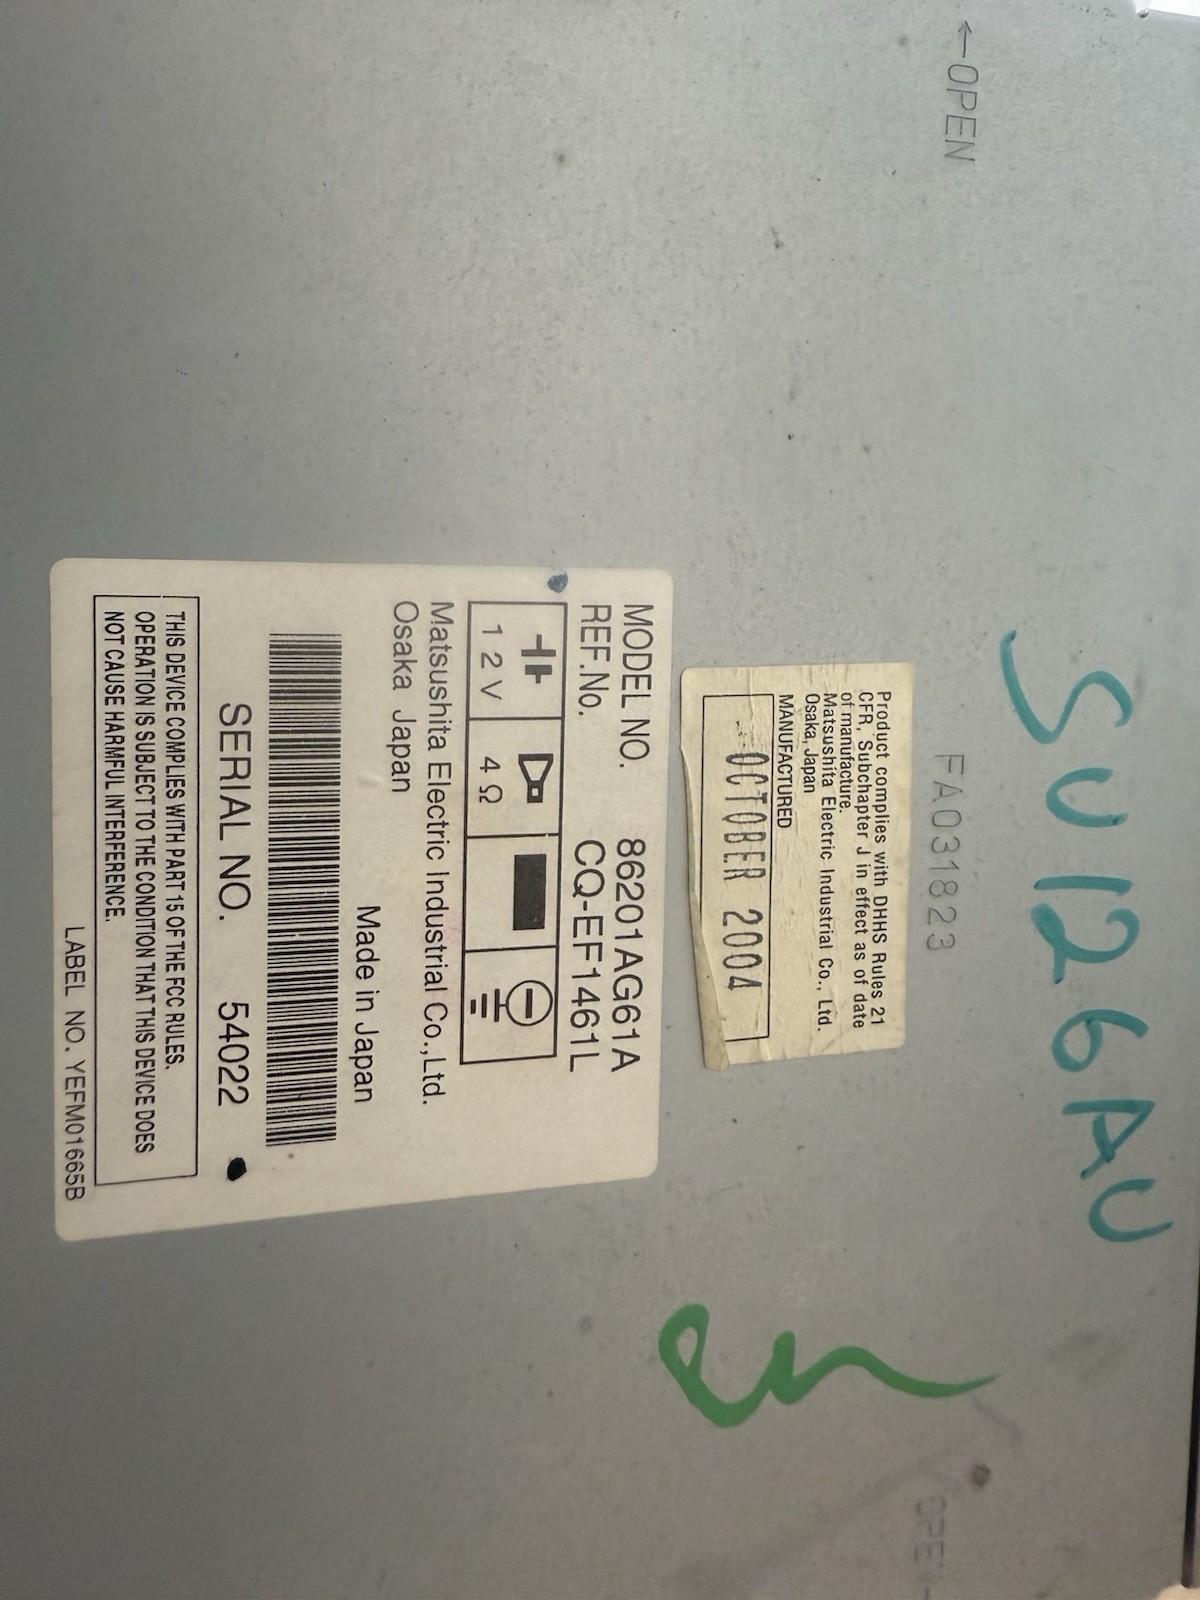 SU126AU
←OPEN
FA031823
OPEN
Product complies with DHHS Rules 21
CFR, Subchapter J in effect as of date
of manufacture.
Matsushita Electric Industrial Co., Ltd.
Osaka, Japan
MANUFACTURED
OCTOBER 2004
MODEL NO. 86201AG61A
REF.No. CQ-EF1461L
12V 4Ω
Matsushita Electric Industrial Co.,Ltd.
Osaka Japan
Made in Japan
SERIAL NO. 54022
THIS DEVICE COMPLIES WITH PART 15 OF THE FCC RULES.
OPERATION IS SUBJECT TO THE CONDITION THAT THIS DEVICE DOES
NOT CAUSE HARMFUL INTERFERENCE.
LABEL NO. YEFM01665B